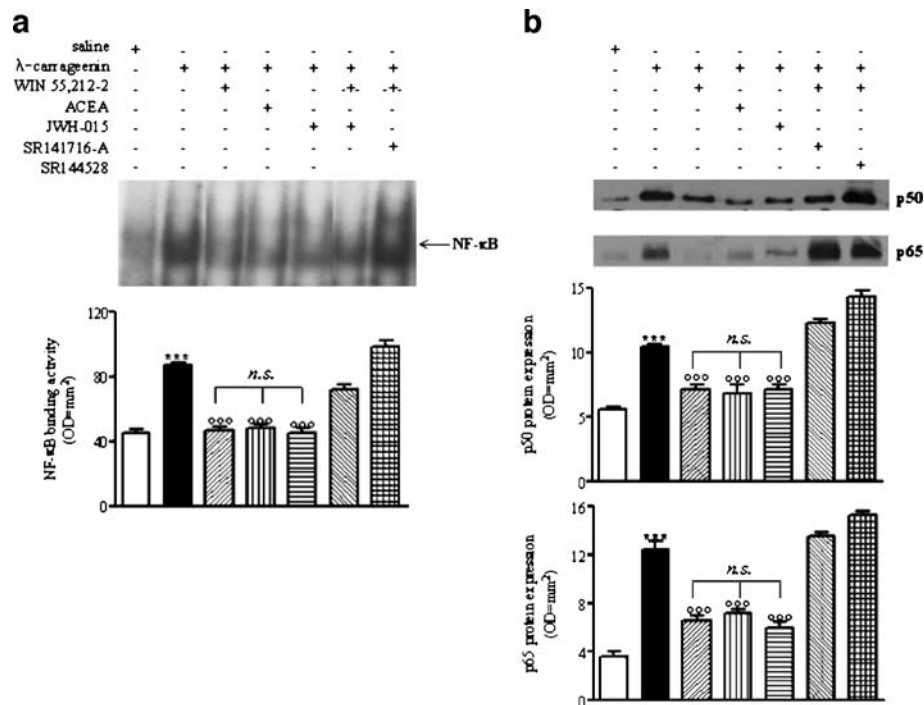 a
saline + - - - - - -
λ-carrageenin - + + + + + +
WIN 55,212-2 - - + - - + +
ACEA - - - + - - -
JWH-015 - - - - + + -
SR141716-A - - - - - - +
SR144528 - - - - - - -
NF-κB
NF-κB binding activity
(OD=mm²)
120
80
40
0
***
°°° °°° °°°
n.s.
b
+ - - - - - -
- + + + + + +
- - + - - + +
- - - + - - -
- - - - + - -
- - - - - + -
- - - - - - +
p50
p65
p50 protein expression
(OD=mm²)
15
10
5
0
***
°°° °°° °°°
n.s.
p65 protein expression
(OD=mm²)
16
12
8
4
0
***
°°° °°° °°°
n.s.